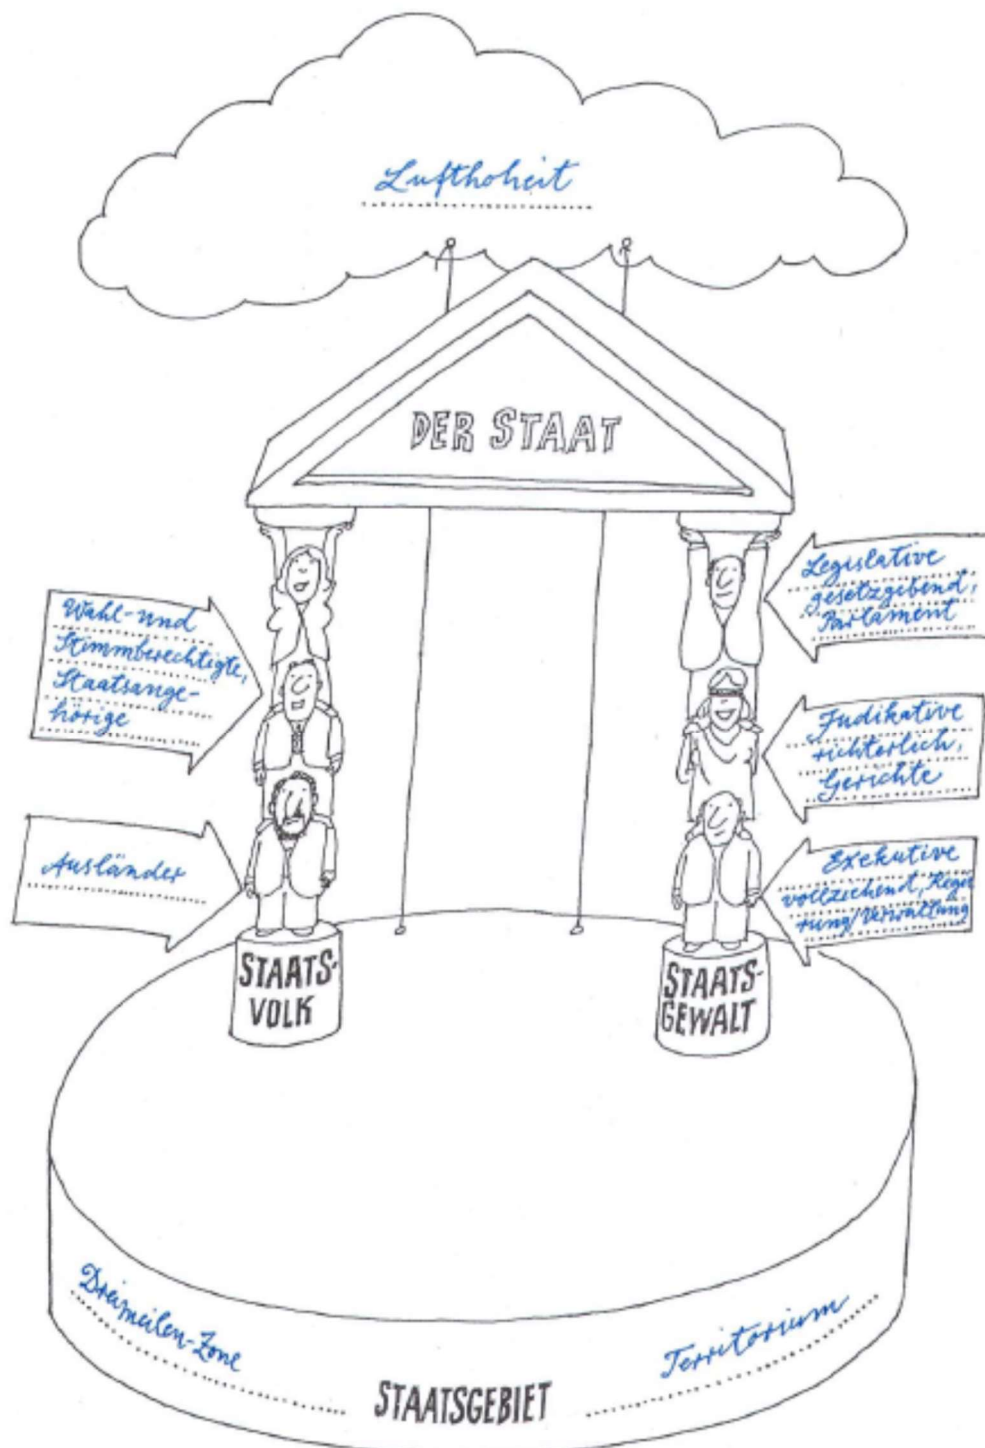 Lufthoheit
DER STAAT
Wahl- und
Stimmberechtigte,
Staatsange-
hörige
Ausländer
Legislative
gesetzgebend,
Parlament
Judikative
richterlich,
Gerichte
Exekutive
vollziehend, Regie
rung/Verwaltung
STAATS-
VOLK
STAATS-
GEWALT
Dreimeilen-Zone
Territorium
STAATSGEBIET